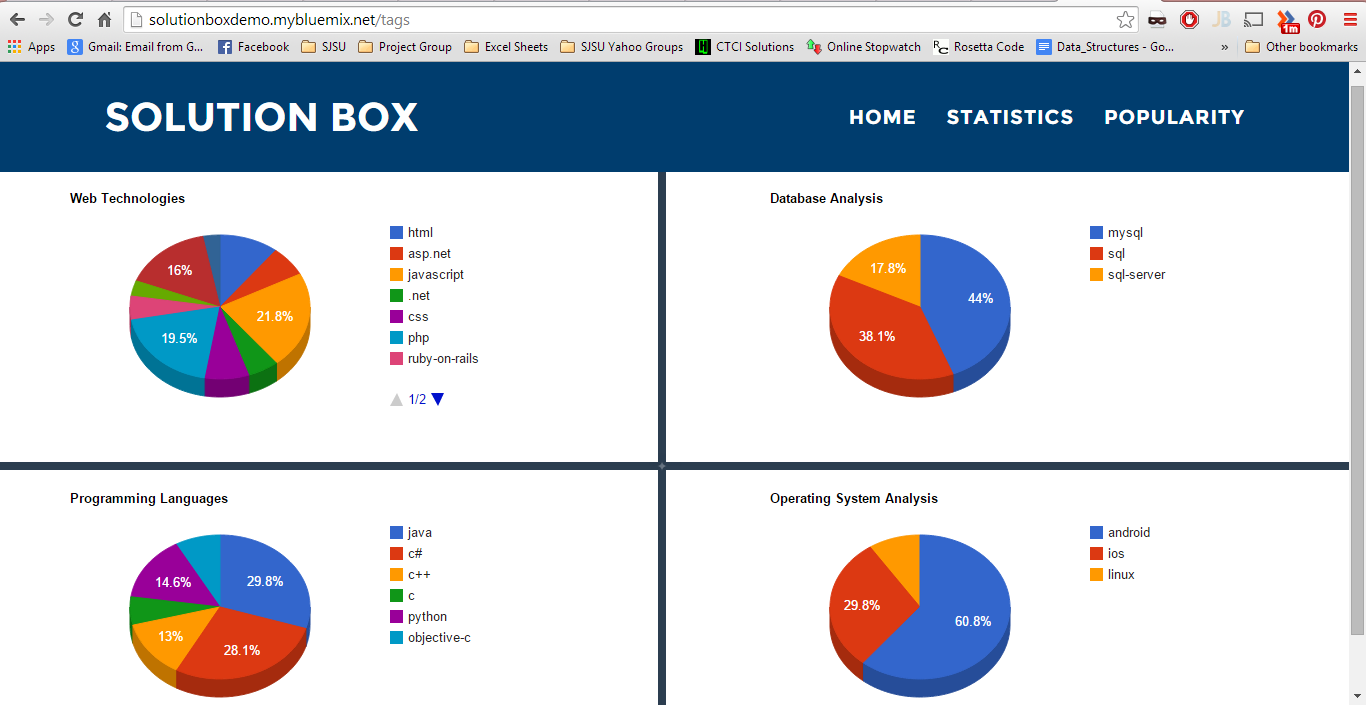 solutionboxdemo.mybluemix.net/tags
Apps Gmail: Email from G... Facebook SJSU Project Group Excel Sheets SJSU Yahoo Groups CTCI Solutions Online Stopwatch Rosetta Code Data_Structures - Go... » Other bookmarks
JB
1m
RC
SOLUTION BOX
HOME STATISTICS POPULARITY
Web Technologies
16%
21.8%
19.5%
html
asp.net
javascript
.net
css
php
ruby-on-rails
1/2
Database Analysis
17.8%
44%
38.1%
mysql
sql
sql-server
Programming Languages
29.8%
14.6%
13%
28.1%
java
c#
c++
c
python
objective-c
Operating System Analysis
29.8%
60.8%
android
ios
linux